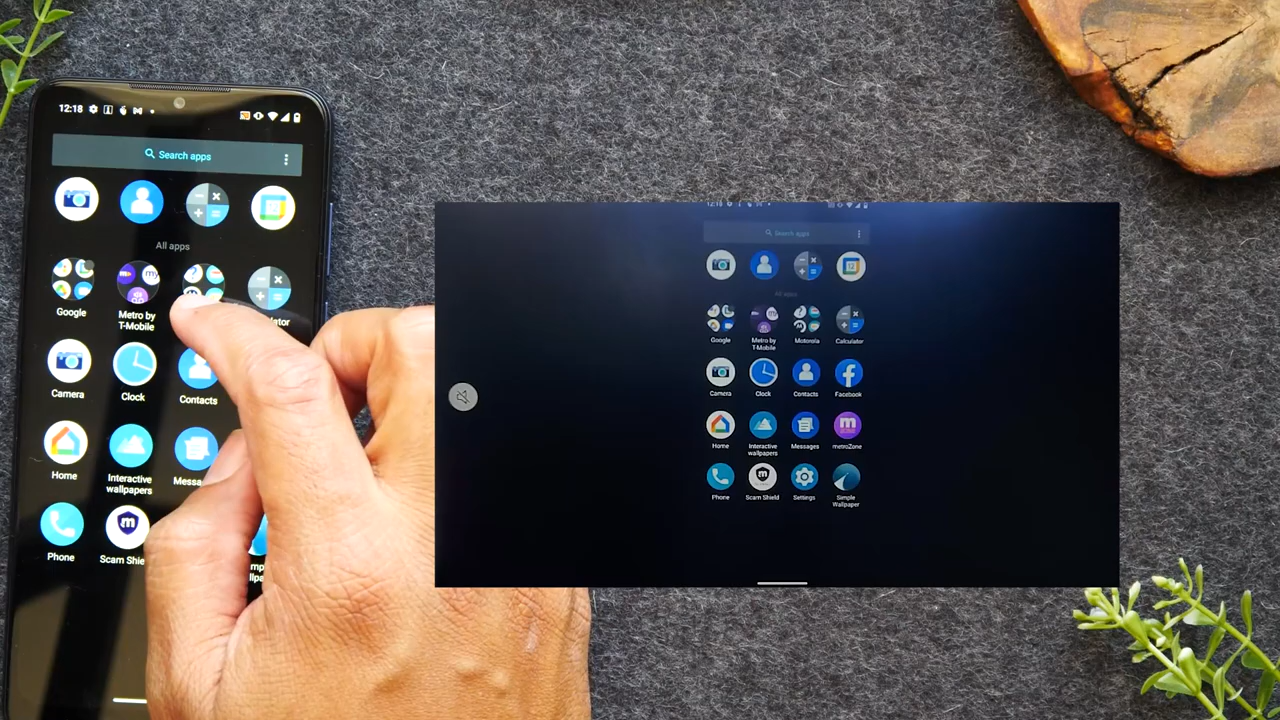 12:18
Search apps
All apps
Google
Metro by
T-Mobile
Camera
Clock
Contacts
Home
Interactive
wallpapers
Phone
12:18
Search apps
All apps
Google
Metro by
T-Mobile
Motorola
Calculator
Camera
Clock
Contacts
Facebook
Home
Interactive
wallpapers
Messages
metroZone
Phone
Scam Shield
Settings
Simple
Wallpaper